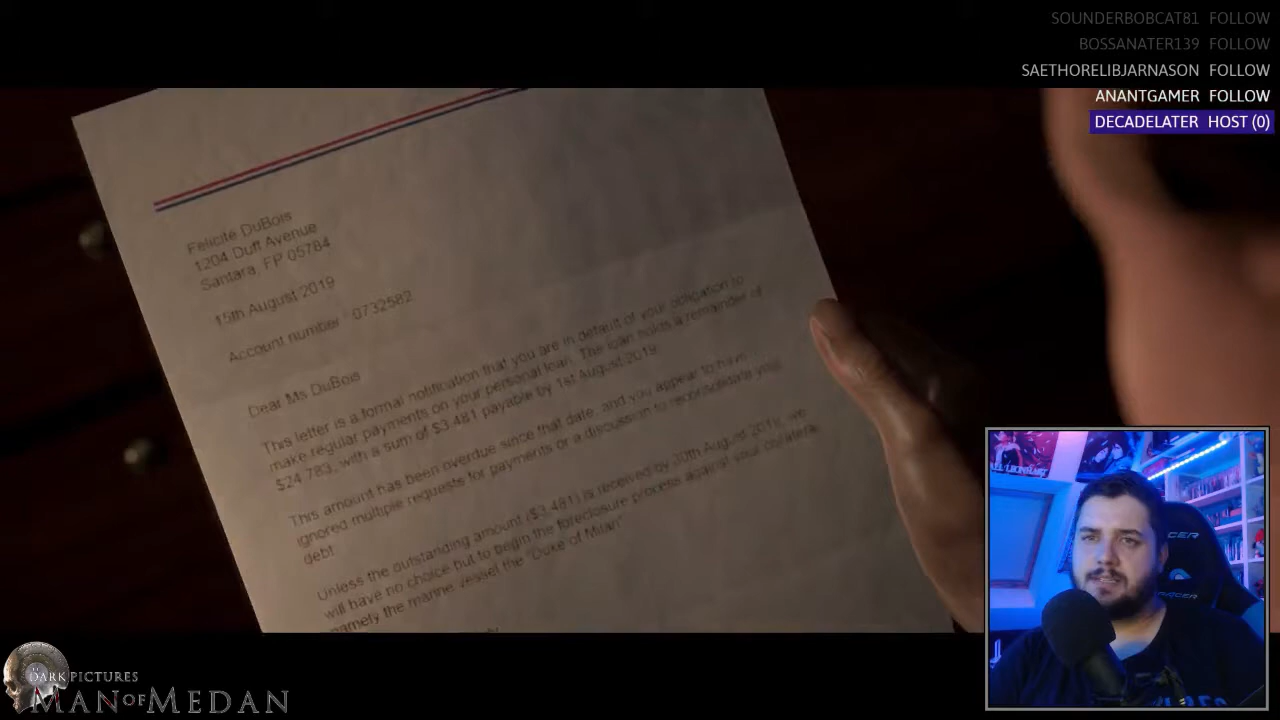 SOUNDERBOBCAT81 FOLLOW
BOSSANATER139 FOLLOW
SAETHORELIBJARNASON FOLLOW
ANANTGAMER FOLLOW
DECADELATER HOST (0)
Felicité DuBois
1204 Duff Avenue
Santara, FP 05784
15th August 2019
Account number - 0732582
Dear Ms DuBois
This letter is a formal notification that you are in default of your obligation to
make regular payments on your personal loan. The loan holds a remainder of
$24 783, with a sum of $3 481 payable by 1st August 2019.
This amount has been overdue since that date, and you appear to have
ignored multiple requests for payments or a discussion to reconsolidate your
debt
Unless the outstanding amount ($3 481) is received by 30th August 2019, we
will have no choice but to begin the foreclosure process against your collateral,
namely the marine vessel the "Duke of Milan"
DARK PICTURES
MAN OF MEDAN